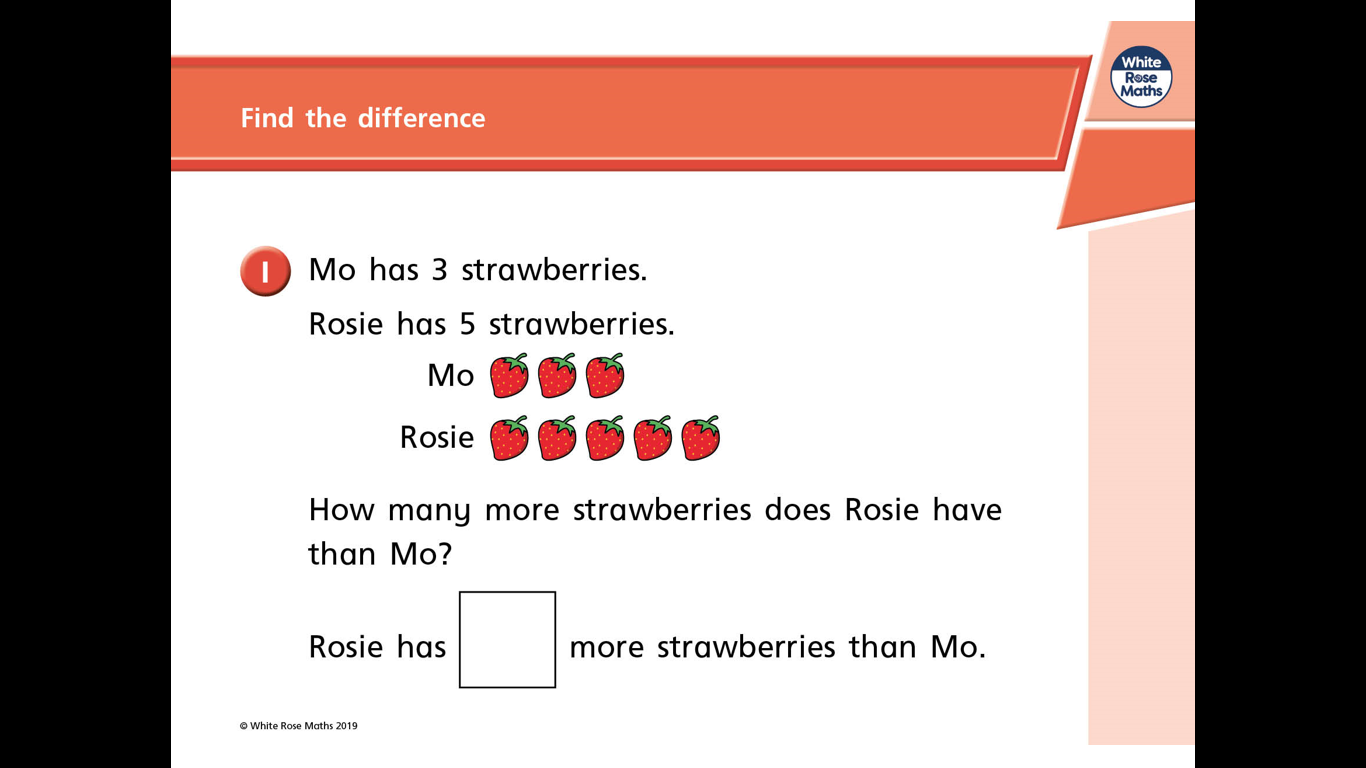 White
Rose
Maths
Find the difference
1 Mo has 3 strawberries.
Rosie has 5 strawberries.
Mo
Rosie
How many more strawberries does Rosie have
than Mo?
Rosie has more strawberries than Mo.
© White Rose Maths 2019